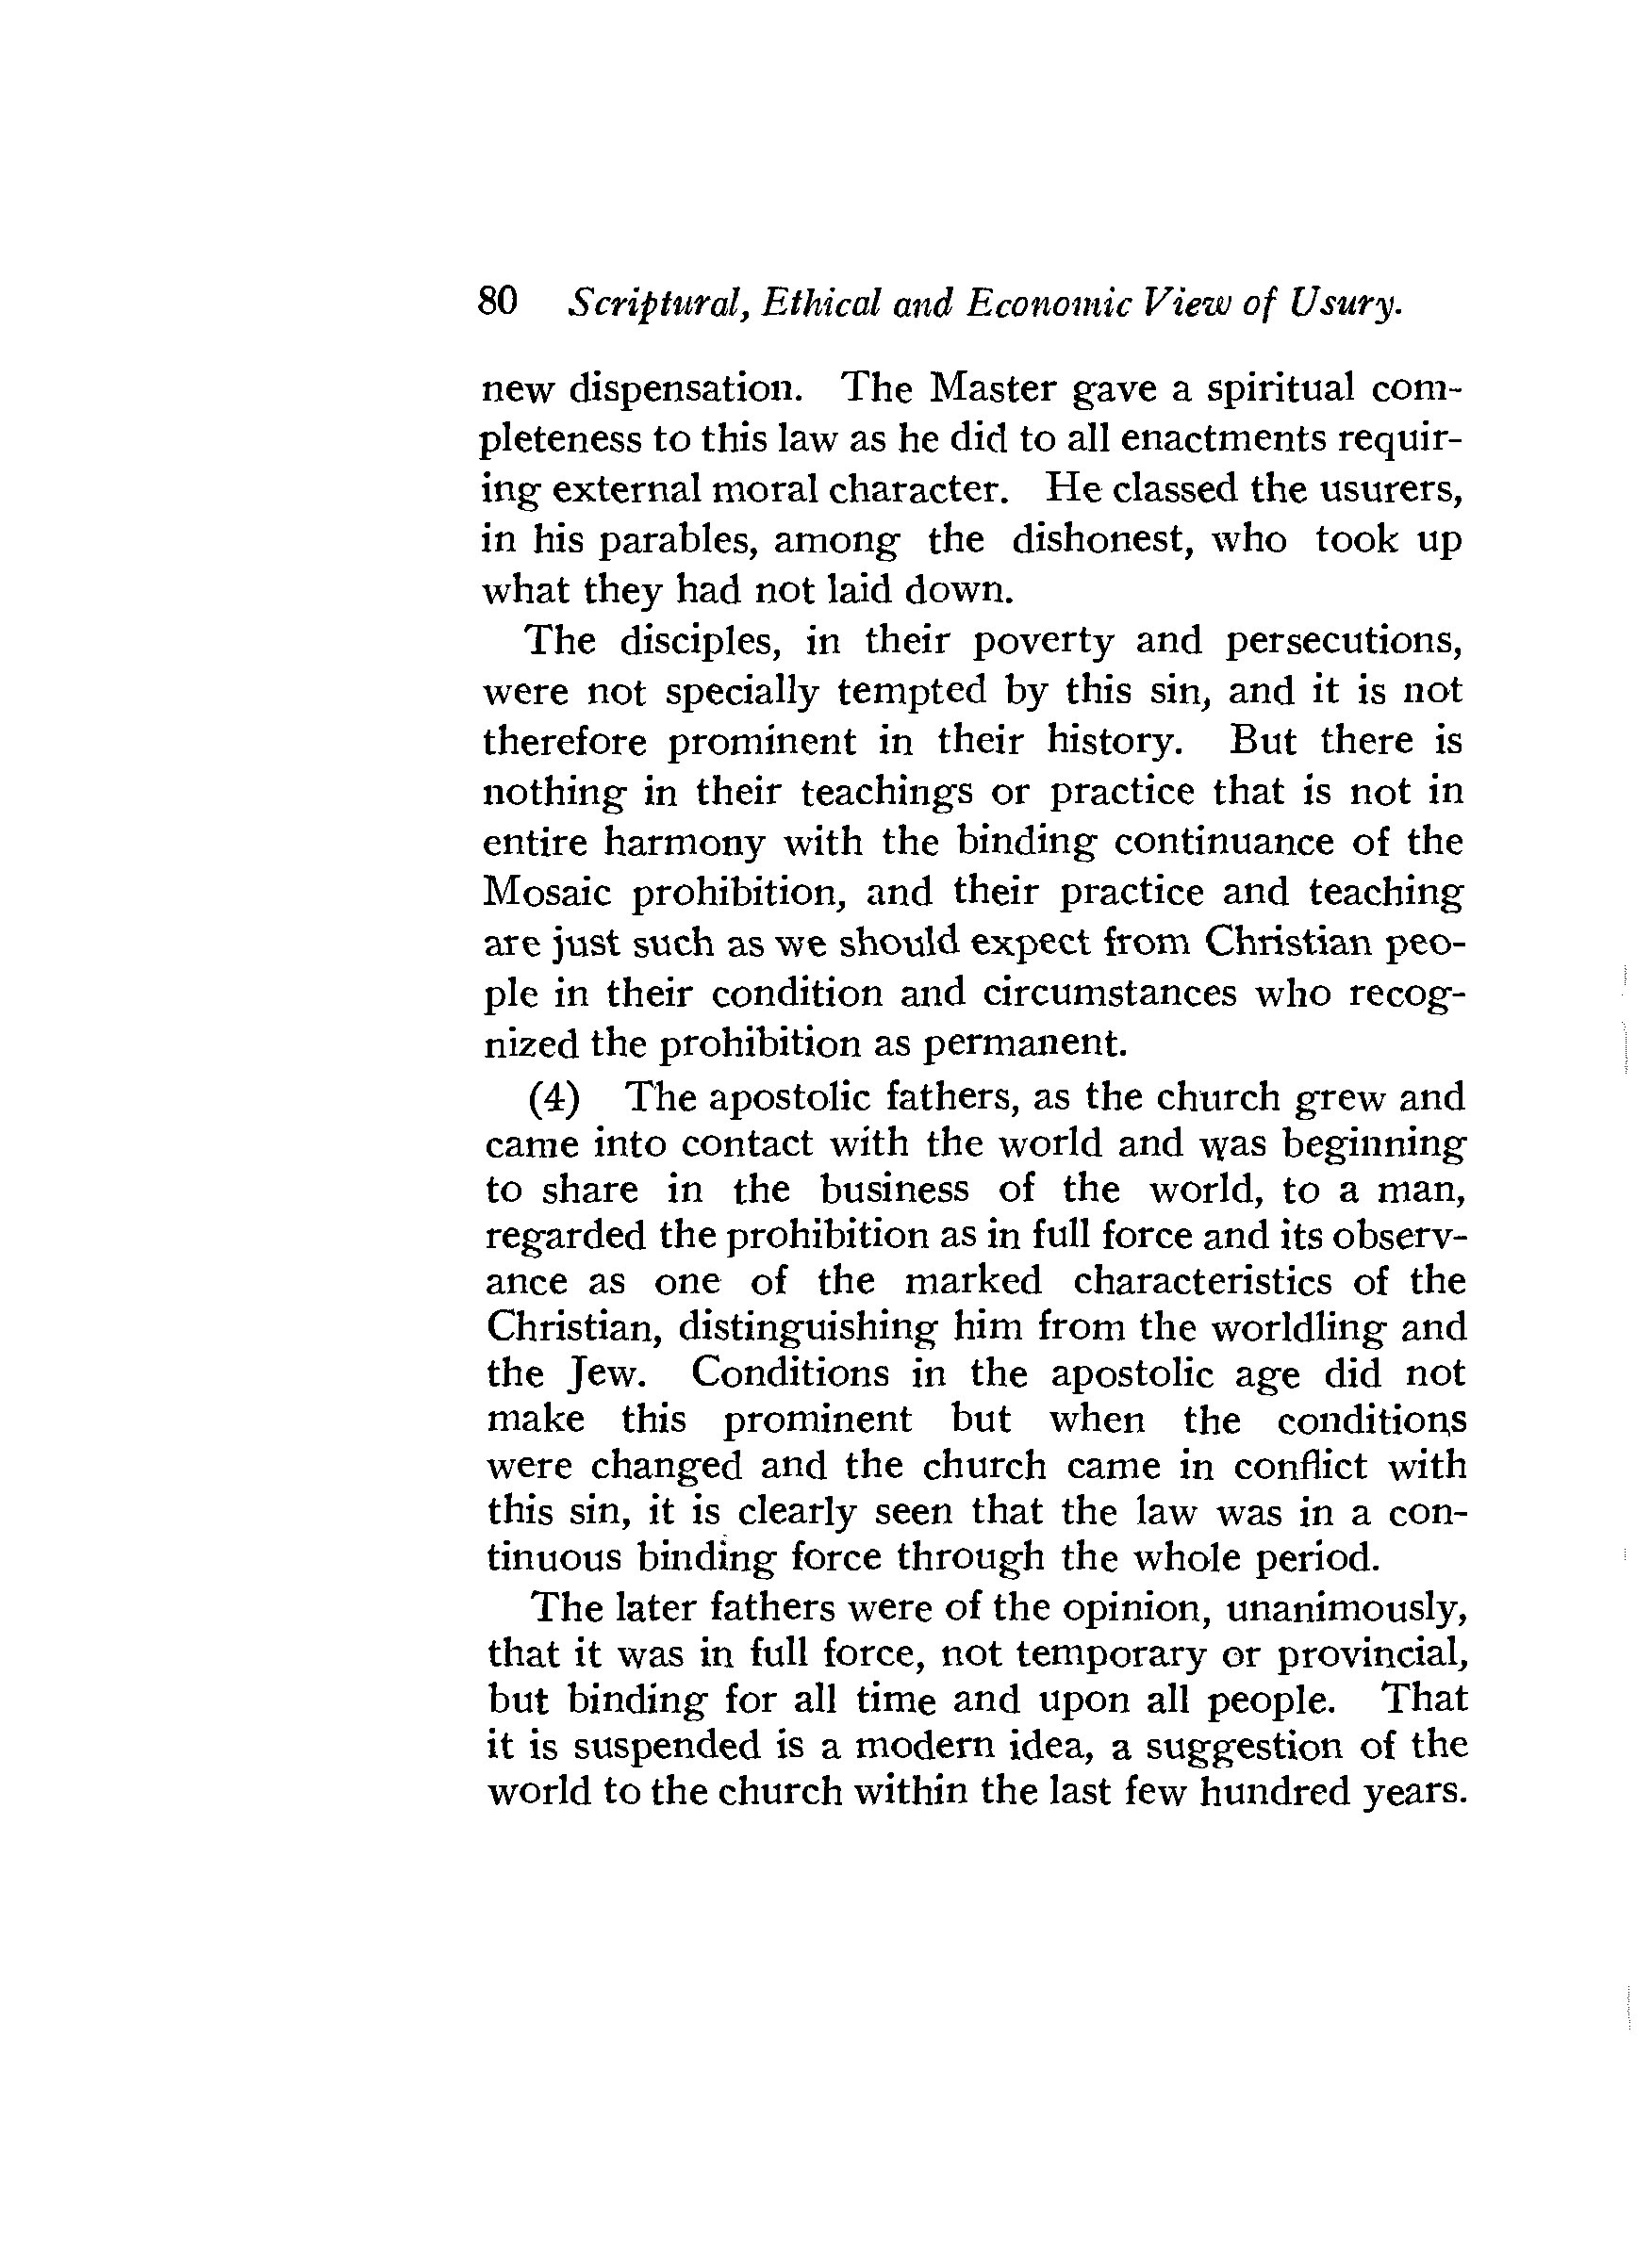 80 Scriptural, Ethical and Economic View of Usury.
new dispensation. The Master gave a spiritual com-
pleteness to this law as he did to all enactments requir-
ing external moral character. He classed the usurers,
in his parables, among the dishonest, who took up
what they had not laid down.
The disciples, in their poverty and persecutions,
were not specially tempted by this sin, and it is not
therefore prominent in their history. But there is
nothing in their teachings or practice that is not in
entire harmony with the binding continuance of the
Mosaic prohibition, and their practice and teaching
are just such as we should expect from Christian peo-
ple in their condition and circumstances who recog-
nized the prohibition as permanent.
(4) The apostolic fathers, as the church grew and
came into contact with the world and was beginning
to share in the business of the world, to a man,
regarded the prohibition as in full force and its observ-
ance as one of the marked characteristics of the
Christian, distinguishing him from the worldling and
the Jew. Conditions in the apostolic age did not
make this prominent but when the conditions
were changed and the church came in conflict with
this sin, it is clearly seen that the law was in a con-
tinuous binding force through the whole period.
The later fathers were of the opinion, unanimously,
that it was in full force, not temporary or provincial,
but binding for all time and upon all people. That
it is suspended is a modern idea, a suggestion of the
world to the church within the last few hundred years.